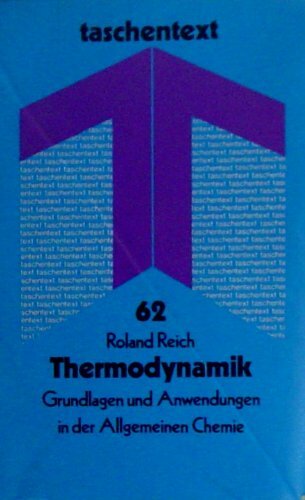 taschentext
62
Roland Reich
Thermodynamik
Grundlagen und Anwendungen
in der Allgemeinen Chemie